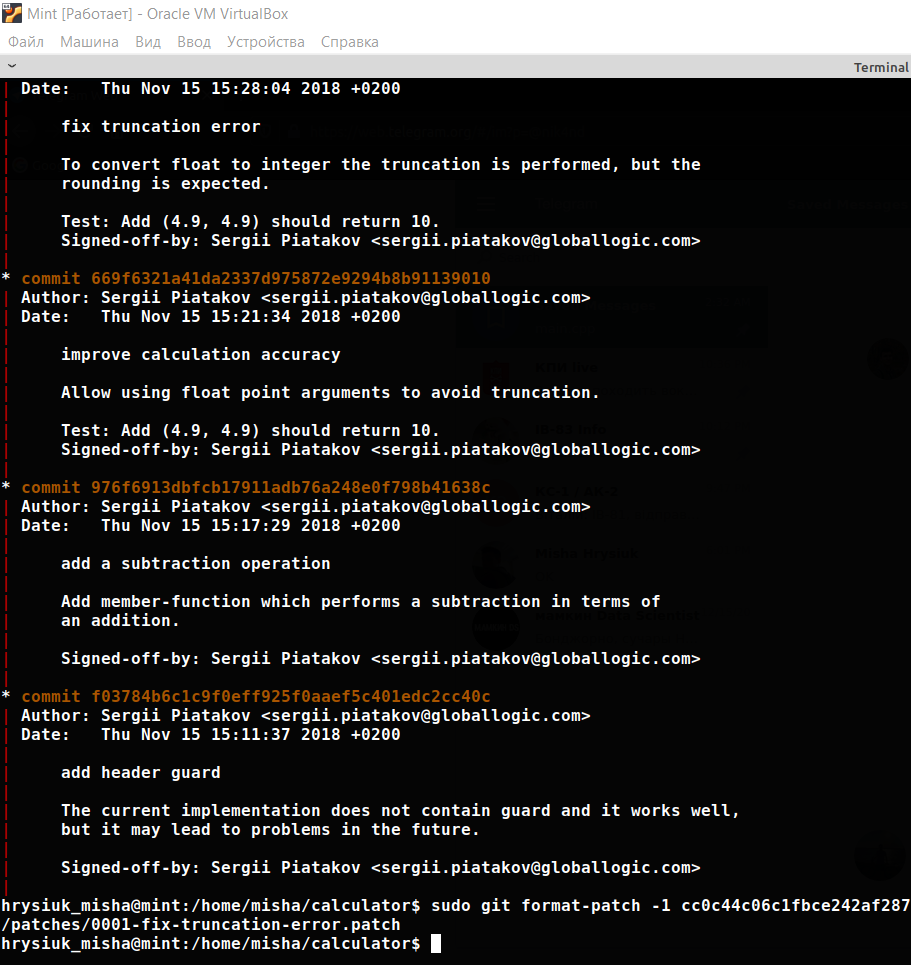 Mint [Работает] - Oracle VM VirtualBox
Файл Машина Вид Ввод Устройства Справка
Terminal
| Date: Thu Nov 15 15:28:04 2018 +0200
|
| fix truncation error
|
| To convert float to integer the truncation is performed, but the
| rounding is expected.
|
| Test: Add (4.9, 4.9) should return 10.
| Signed-off-by: Sergii Piatakov <sergii.piatakov@globallogic.com>
|
* commit 669f6321a41da2337d975872e9294b8b91139010
| Author: Sergii Piatakov <sergii.piatakov@globallogic.com>
| Date: Thu Nov 15 15:21:34 2018 +0200
|
| improve calculation accuracy
|
| Allow using float point arguments to avoid truncation.
|
| Test: Add (4.9, 4.9) should return 10.
| Signed-off-by: Sergii Piatakov <sergii.piatakov@globallogic.com>
|
* commit 976f6913dbfcb17911adb76a248e0f798b41638c
| Author: Sergii Piatakov <sergii.piatakov@globallogic.com>
| Date: Thu Nov 15 15:17:29 2018 +0200
|
| add a subtraction operation
|
| Add member-function which performs a subtraction in terms of
| an addition.
|
| Signed-off-by: Sergii Piatakov <sergii.piatakov@globallogic.com>
|
* commit f03784b6c1c9f0eff925f0aaef5c401edc2cc40c
| Author: Sergii Piatakov <sergii.piatakov@globallogic.com>
| Date: Thu Nov 15 15:11:37 2018 +0200
|
| add header guard
|
| The current implementation does not contain guard and it works well,
| but it may lead to problems in the future.
|
| Signed-off-by: Sergii Piatakov <sergii.piatakov@globallogic.com>
|
hrysiuk_misha@mint:/home/misha/calculator$ sudo git format-patch -1 cc0c44c06c1fbce242af287
/patches/0001-fix-truncation-error.patch
hrysiuk_misha@mint:/home/misha/calculator$